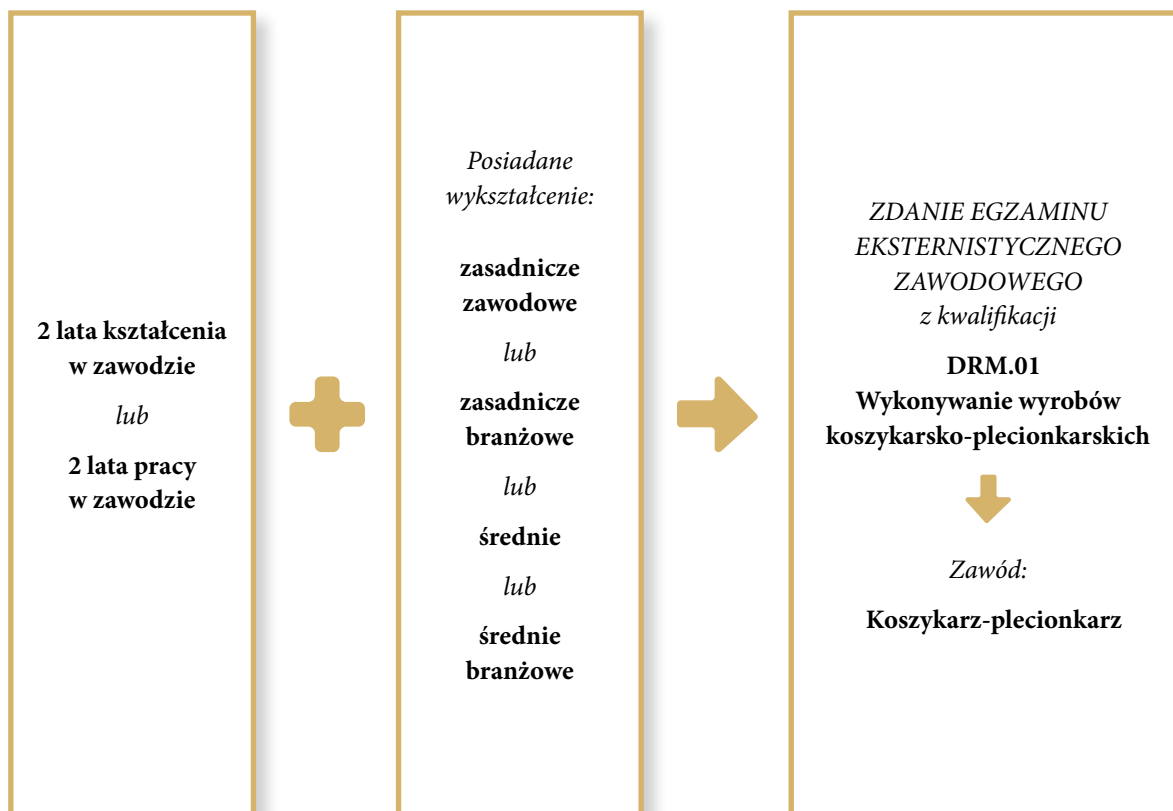 2 lata kształcenia
w zawodzie
lub
2 lata pracy
w zawodzie
Posiadane
wykształcenie:
zasadnicze
zawodowe
lub
zasadnicze
branżowe
lub
średnie
lub
średnie
branżowe
ZDANIE EGZAMINU
EKSTERNISTYCZNEGO
ZAWODOWEGO
z kwalifikacji
DRM.01
Wykonywanie wyrobów
koszykarsko-plecionkarskich
Zawód:
Koszykarz-plecionkarz